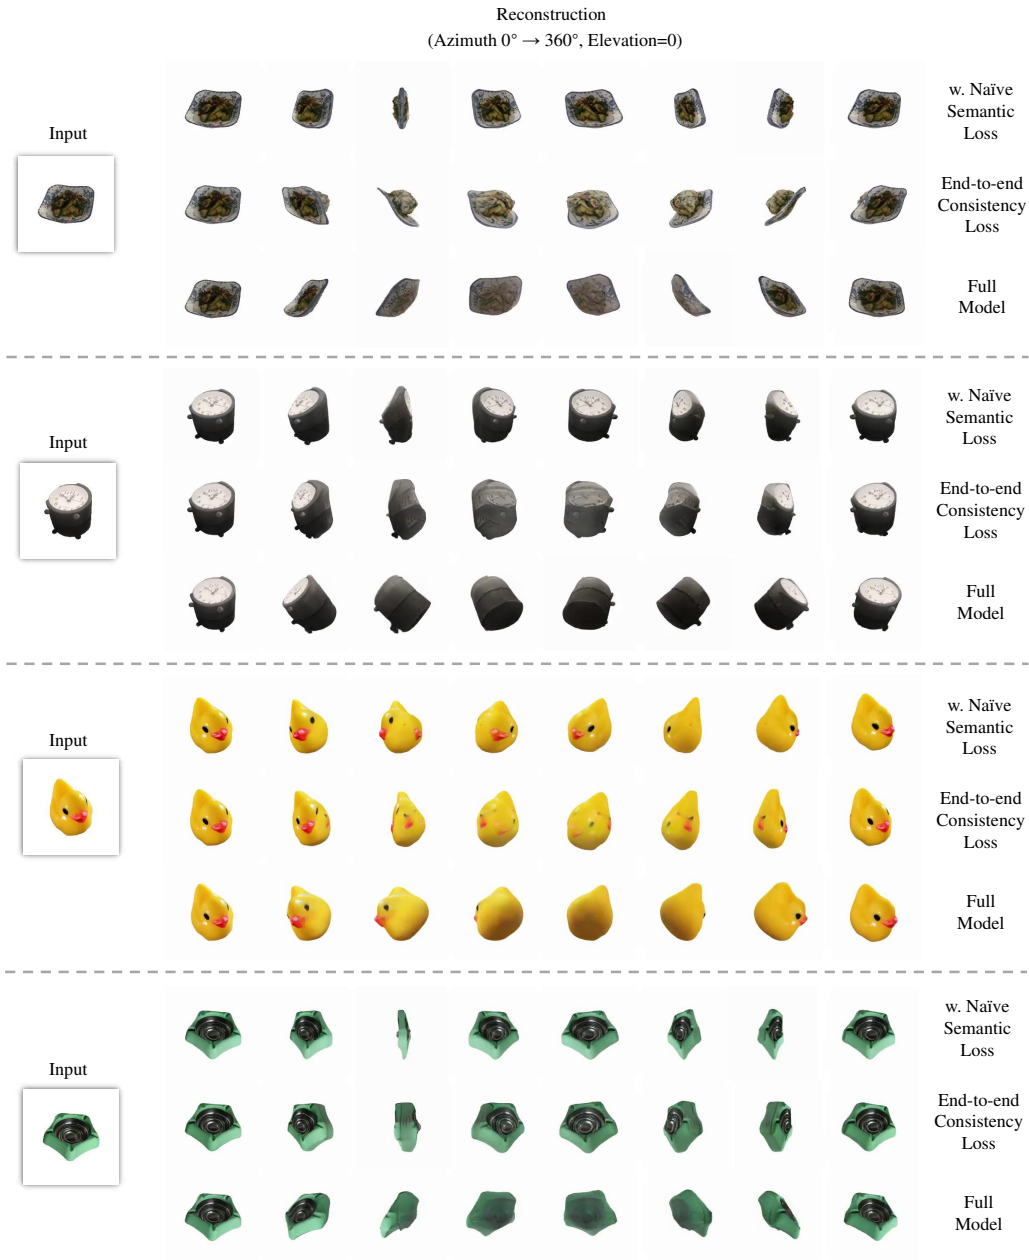 Reconstruction
(Azimuth 0° → 360°, Elevation=0)
w. Naïve
Semantic
Loss
Input
End-to-end
Consistency
Loss
Full
Model
w. Naïve
Semantic
Loss
Input
End-to-end
Consistency
Loss
Full
Model
w. Naïve
Semantic
Loss
Input
End-to-end
Consistency
Loss
Full
Model
w. Naïve
Semantic
Loss
Input
End-to-end
Consistency
Loss
Full
Model